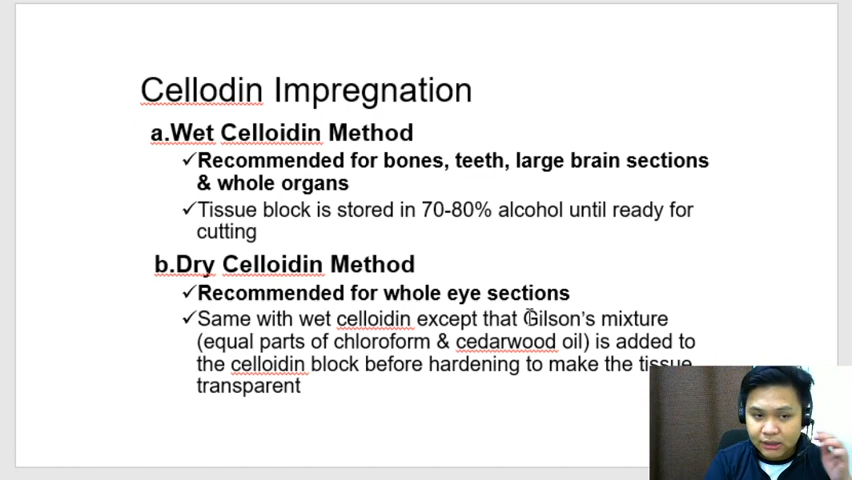 Cellodin Impregnation
a.Wet Celloidin Method
✓Recommended for bones, teeth, large brain sections
& whole organs
✓Tissue block is stored in 70-80% alcohol until ready for
cutting
b.Dry Celloidin Method
✓Recommended for whole eye sections
✓Same with wet celloidin except that Gilson’s mixture
(equal parts of chloroform & cedarwood oil) is added to
the celloidin block before hardening to make the tissue
transparent